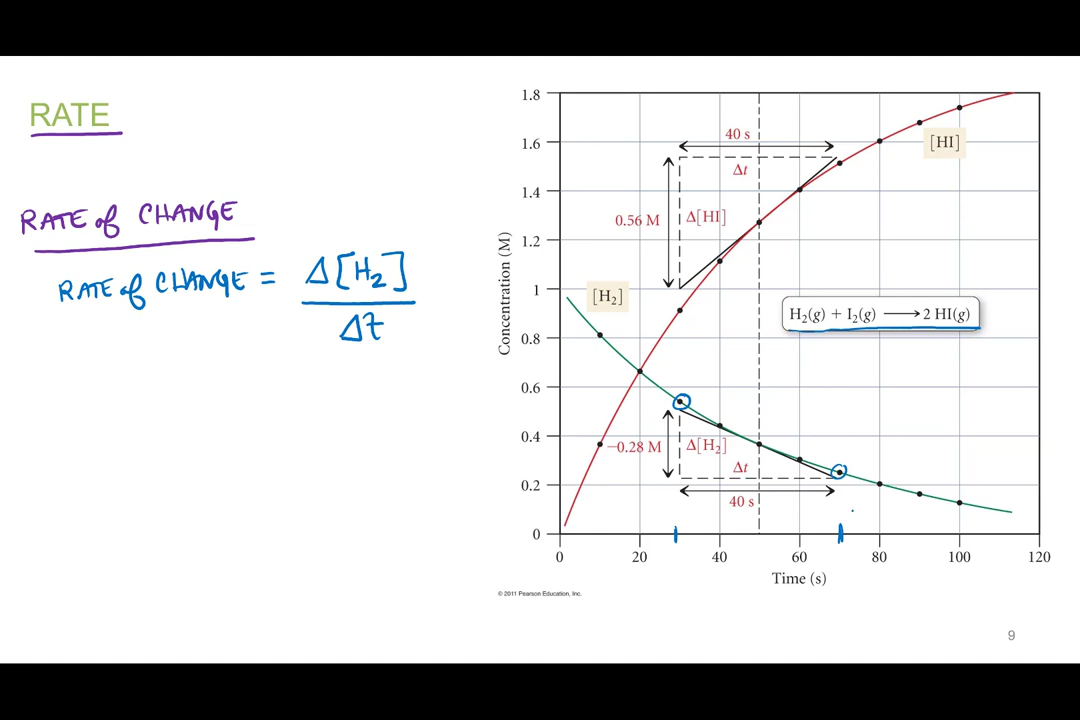 RATE
RATE of CHANGE
RATE of CHANGE = Δ[H₂]
Δt
1.8
1.6
1.4
1.2
1
0.8
0.6
0.4
0.2
0
Concentration (M)
40 s
Δt
0.56 M
Δ[HI]
[HI]
[H₂]
H₂(g) + I₂(g) ⟶ 2 HI(g)
−0.28 M
Δ[H₂]
Δt
40 s
0 20 40 60 80 100 120
Time (s)
© 2011 Pearson Education, Inc.
9